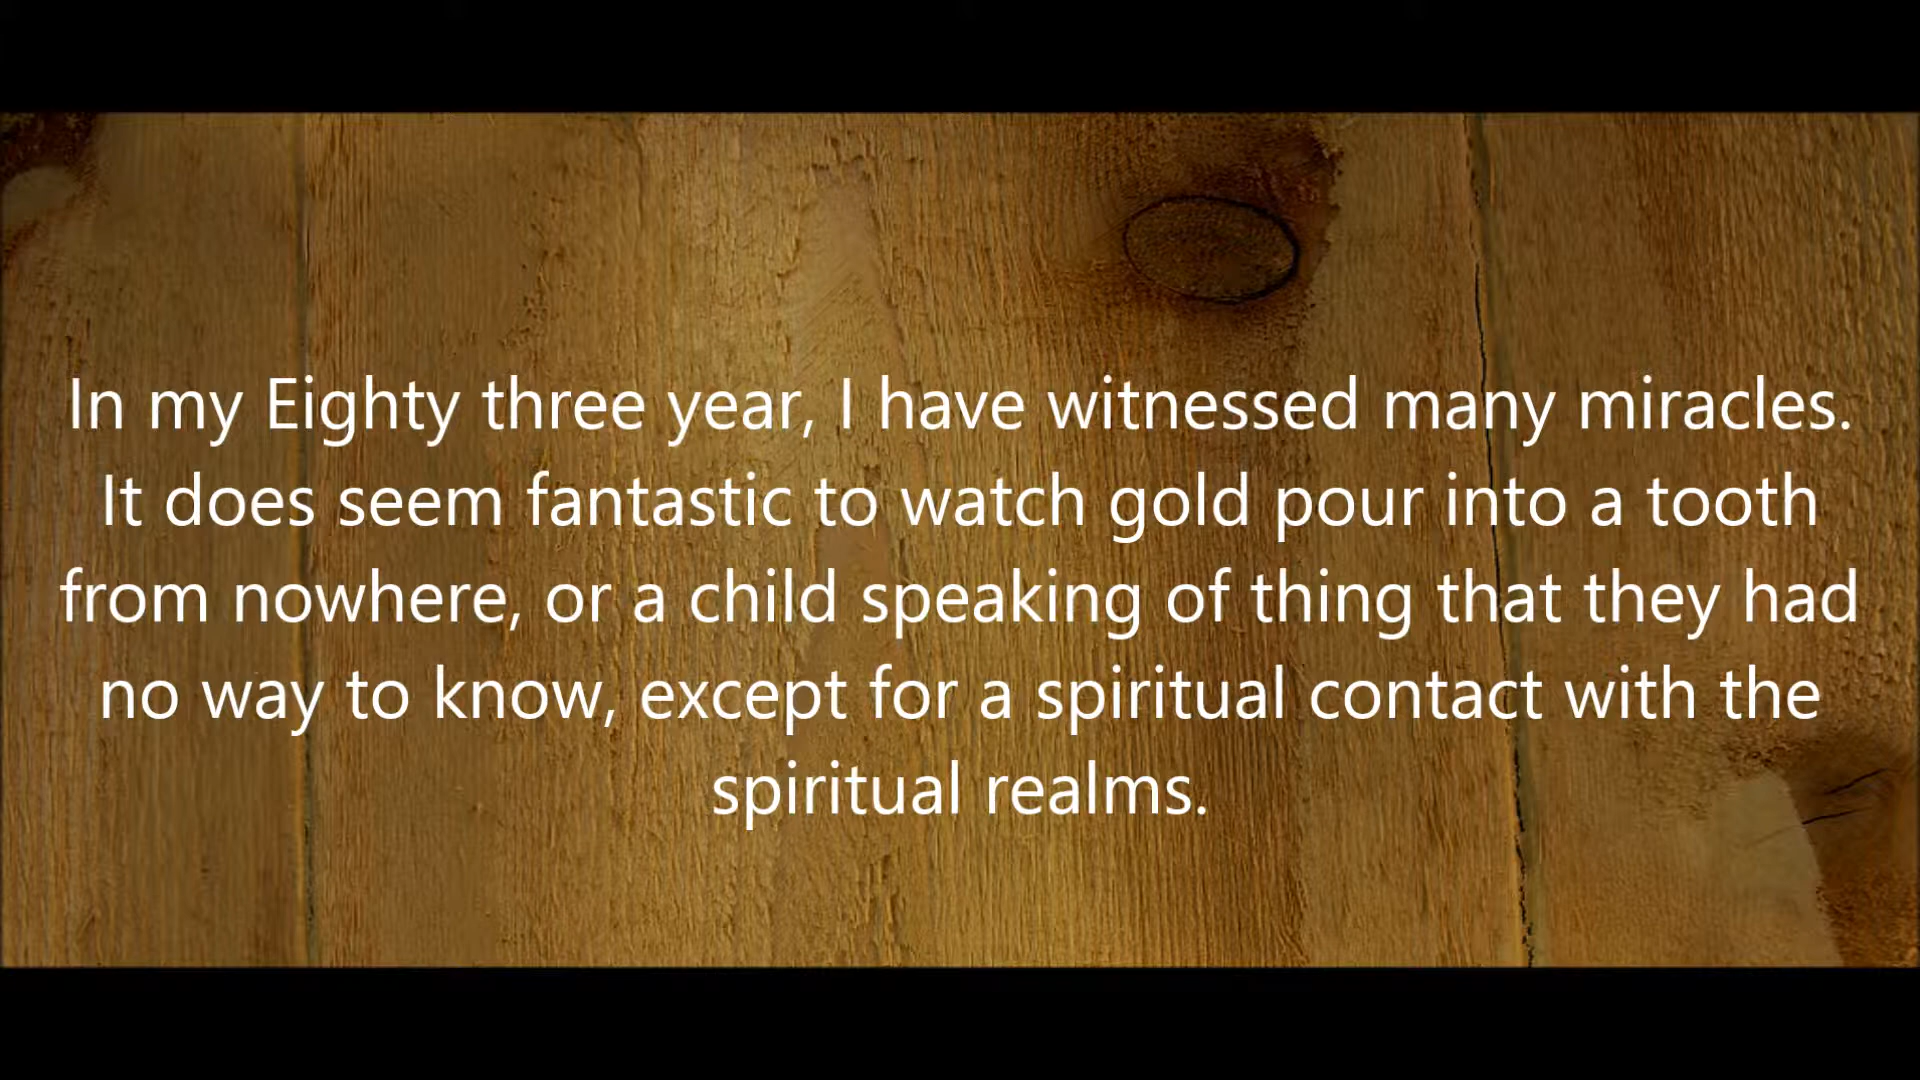 In my Eighty three year, I have witnessed many miracles.
It does seem fantastic to watch gold pour into a tooth
from nowhere, or a child speaking of thing that they had
no way to know, except for a spiritual contact with the
spiritual realms.